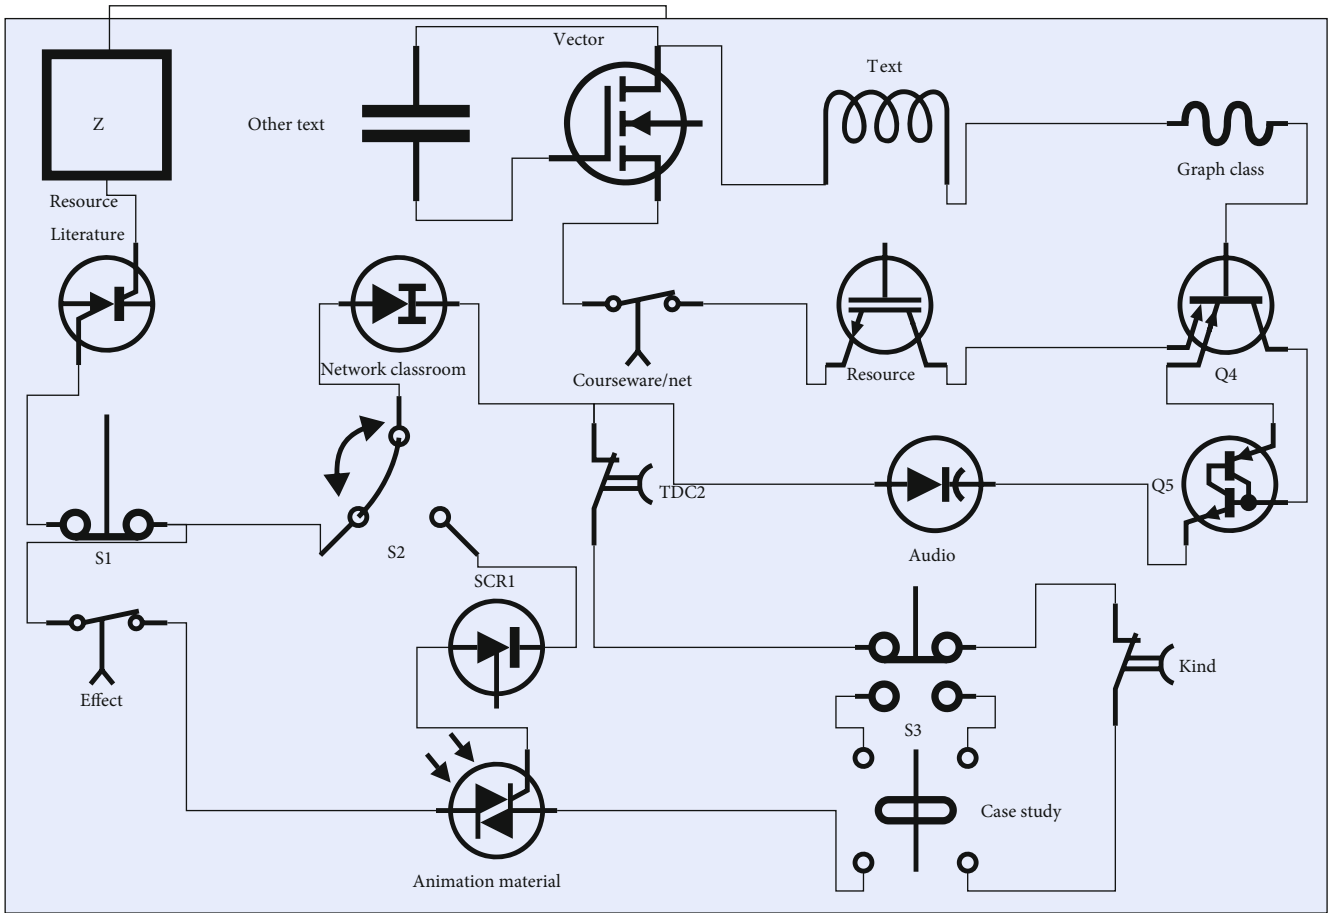 Vector
Text
Z
Other text
Graph class
Resource
Literature
Network classroom
Courseware/net
Resource
Q4
TDC2
Q5
S1
S2
Audio
SCR1
Effect
Kind
S3
Case study
Animation material